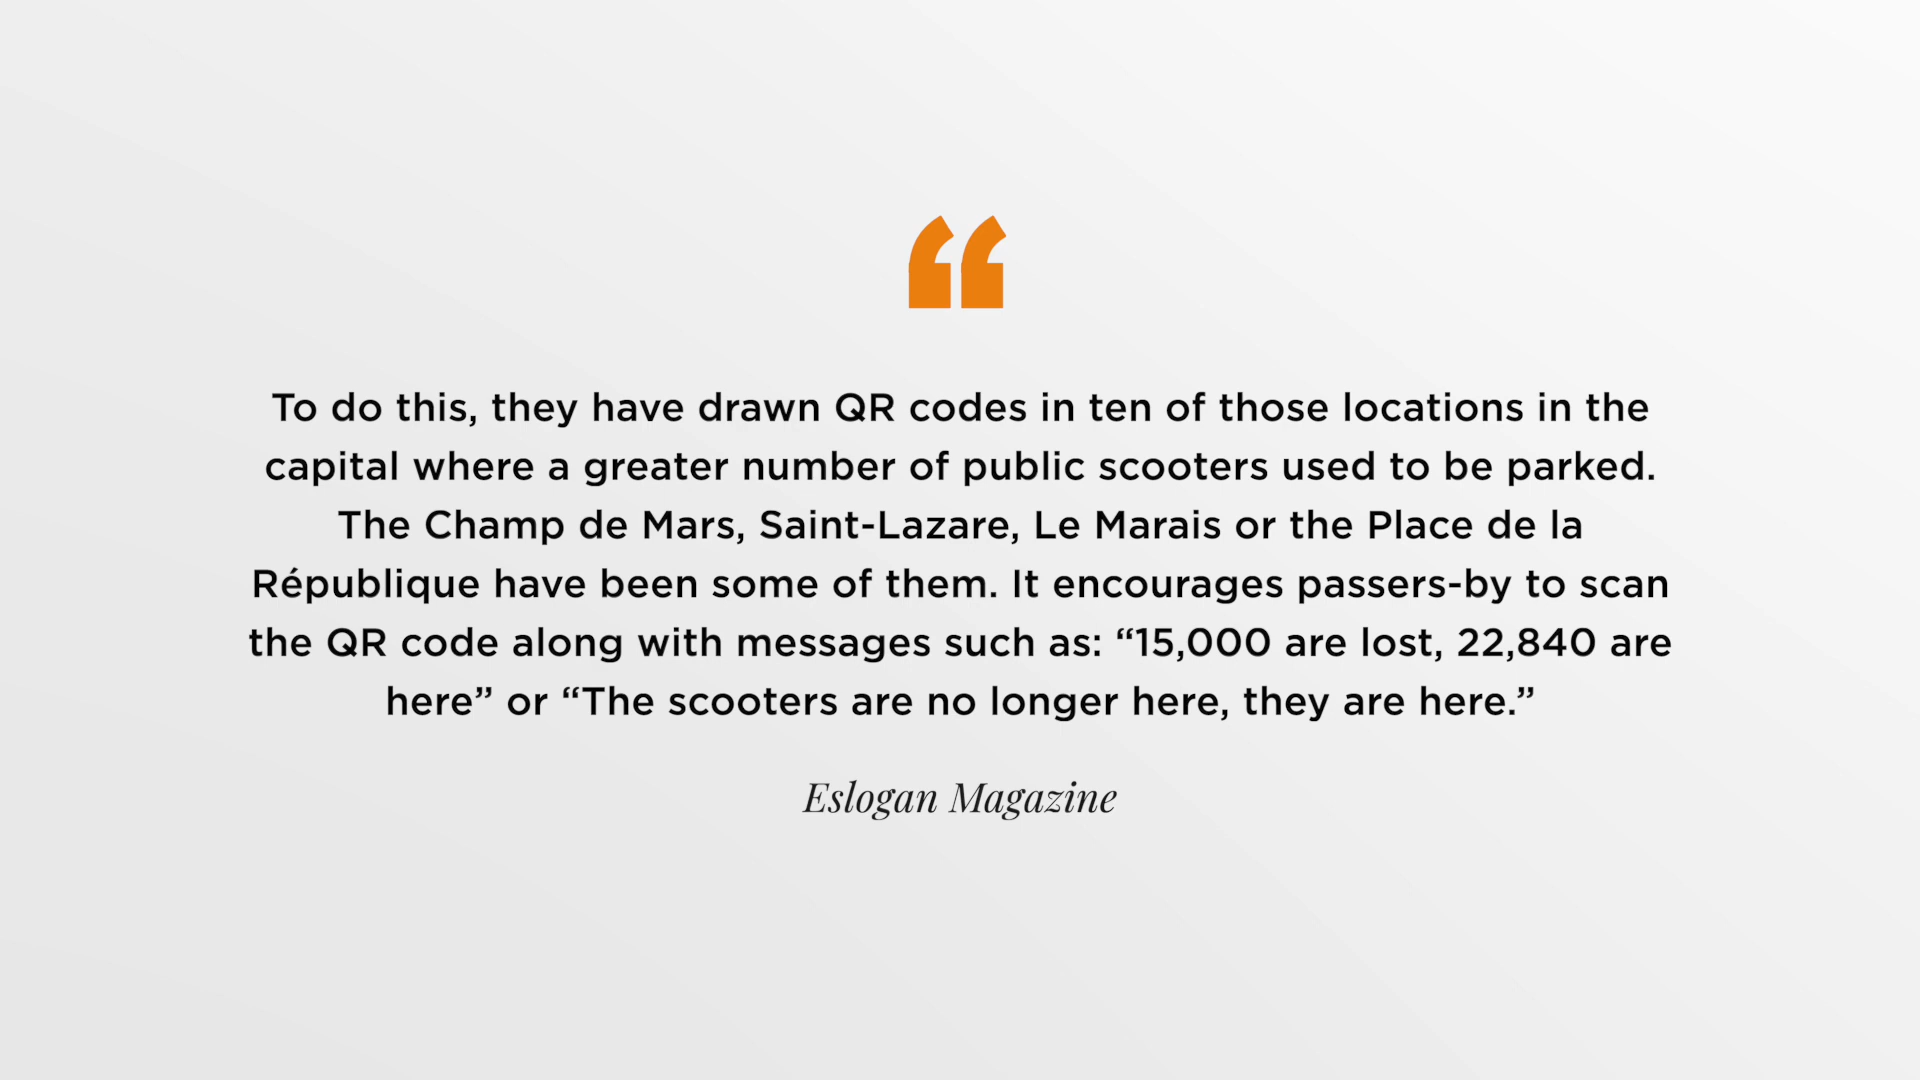 “
To do this, they have drawn QR codes in ten of those locations in the
capital where a greater number of public scooters used to be parked.
The Champ de Mars, Saint-Lazare, Le Marais or the Place de la
République have been some of them. It encourages passers-by to scan
the QR code along with messages such as: “15,000 are lost, 22,840 are
here” or “The scooters are no longer here, they are here.”
Eslogan Magazine